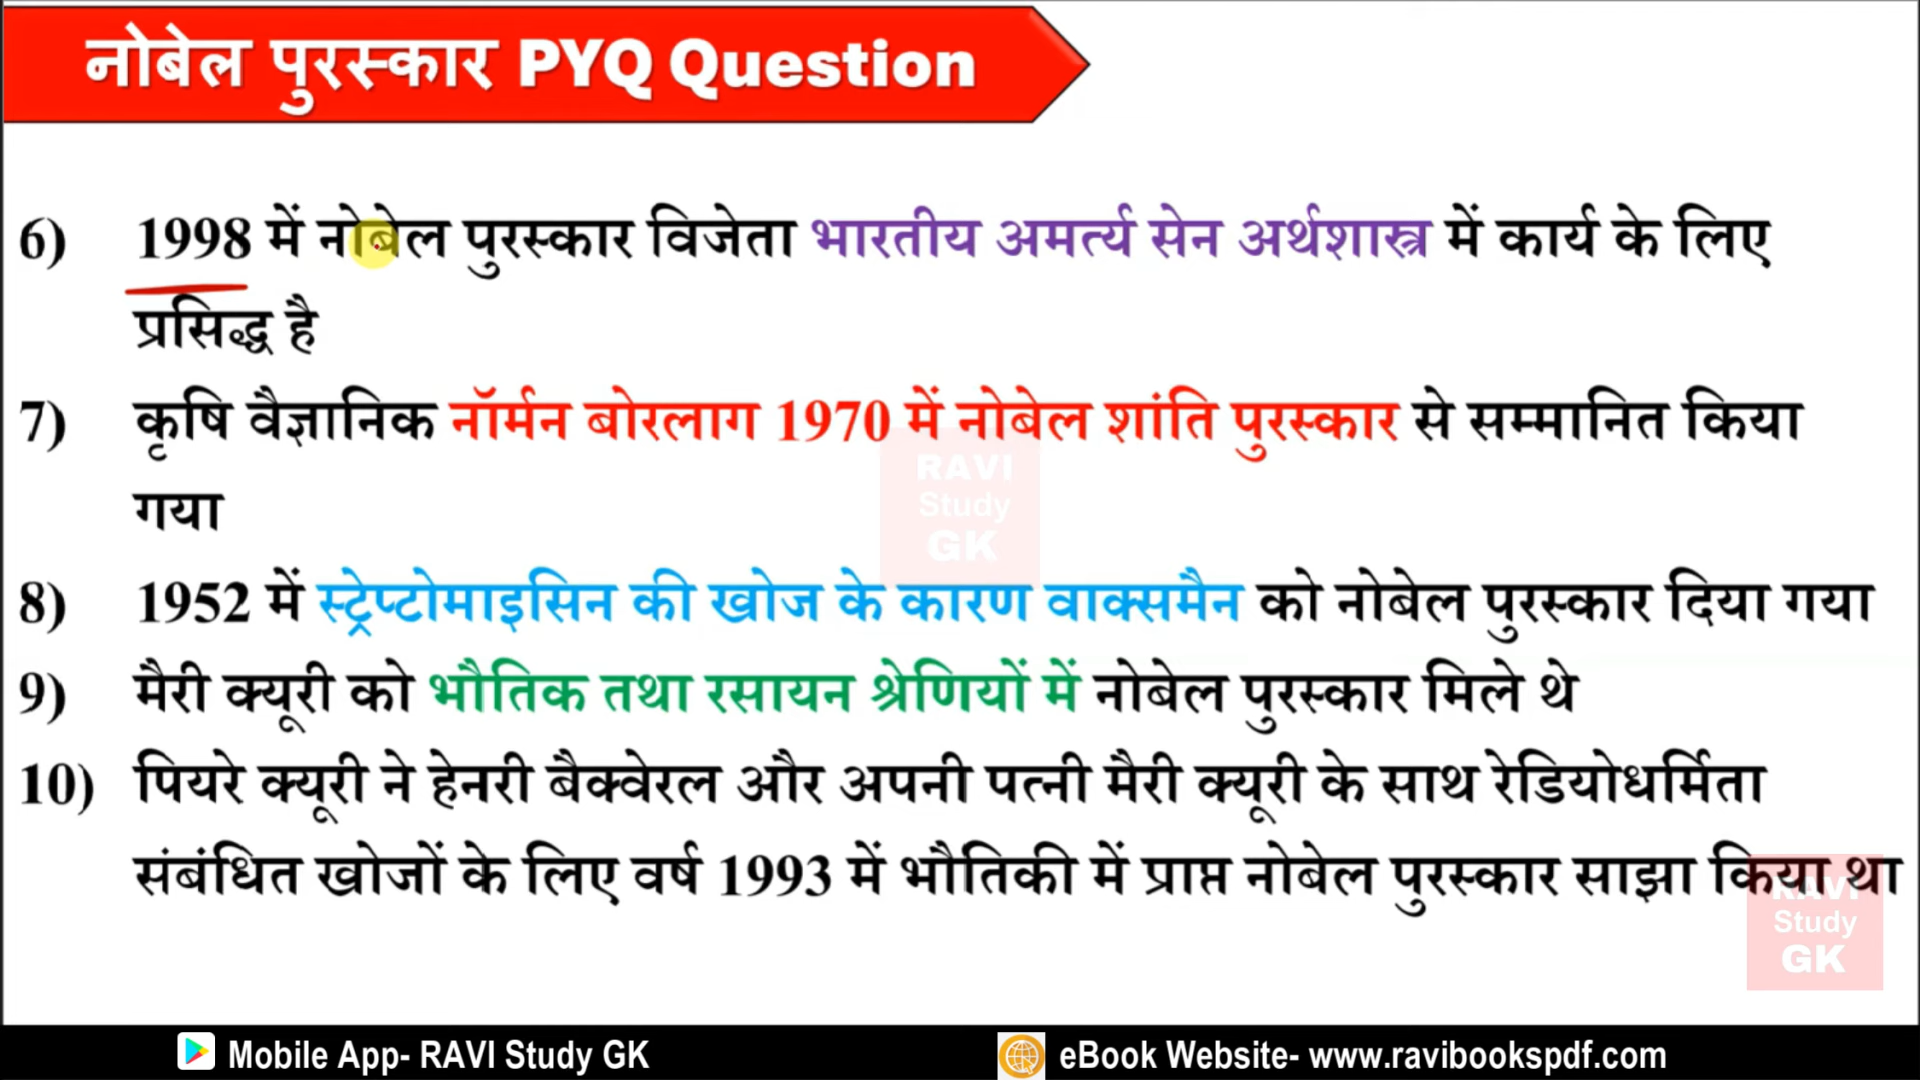 नोबेल पुरस्कार PYQ Question
6) 1998 में नोबेल पुरस्कार विजेता भारतीय अमर्त्य सेन अर्थशास्त्र में कार्य के लिए
प्रसिद्ध है
7) कृषि वैज्ञानिक नॉर्मन बोरलाग 1970 में नोबेल शांति पुरस्कार से सम्मानित किया
गया
RAVI
Study
GK
8) 1952 में स्ट्रेप्टोमाइसिन की खोज के कारण वाक्समैन को नोबेल पुरस्कार दिया गया
9) मैरी क्यूरी को भौतिक तथा रसायन श्रेणियों में नोबेल पुरस्कार मिले थे
10) पियरे क्यूरी ने हेनरी बैक्वेरल और अपनी पत्नी मैरी क्यूरी के साथ रेडियोधर्मिता
संबंधित खोजों के लिए वर्ष 1993 में भौतिकी में प्राप्त नोबेल पुरस्कार साझा किया था
RAVI
Study
GK
Mobile App- RAVI Study GK
eBook Website- www.ravibookspdf.com